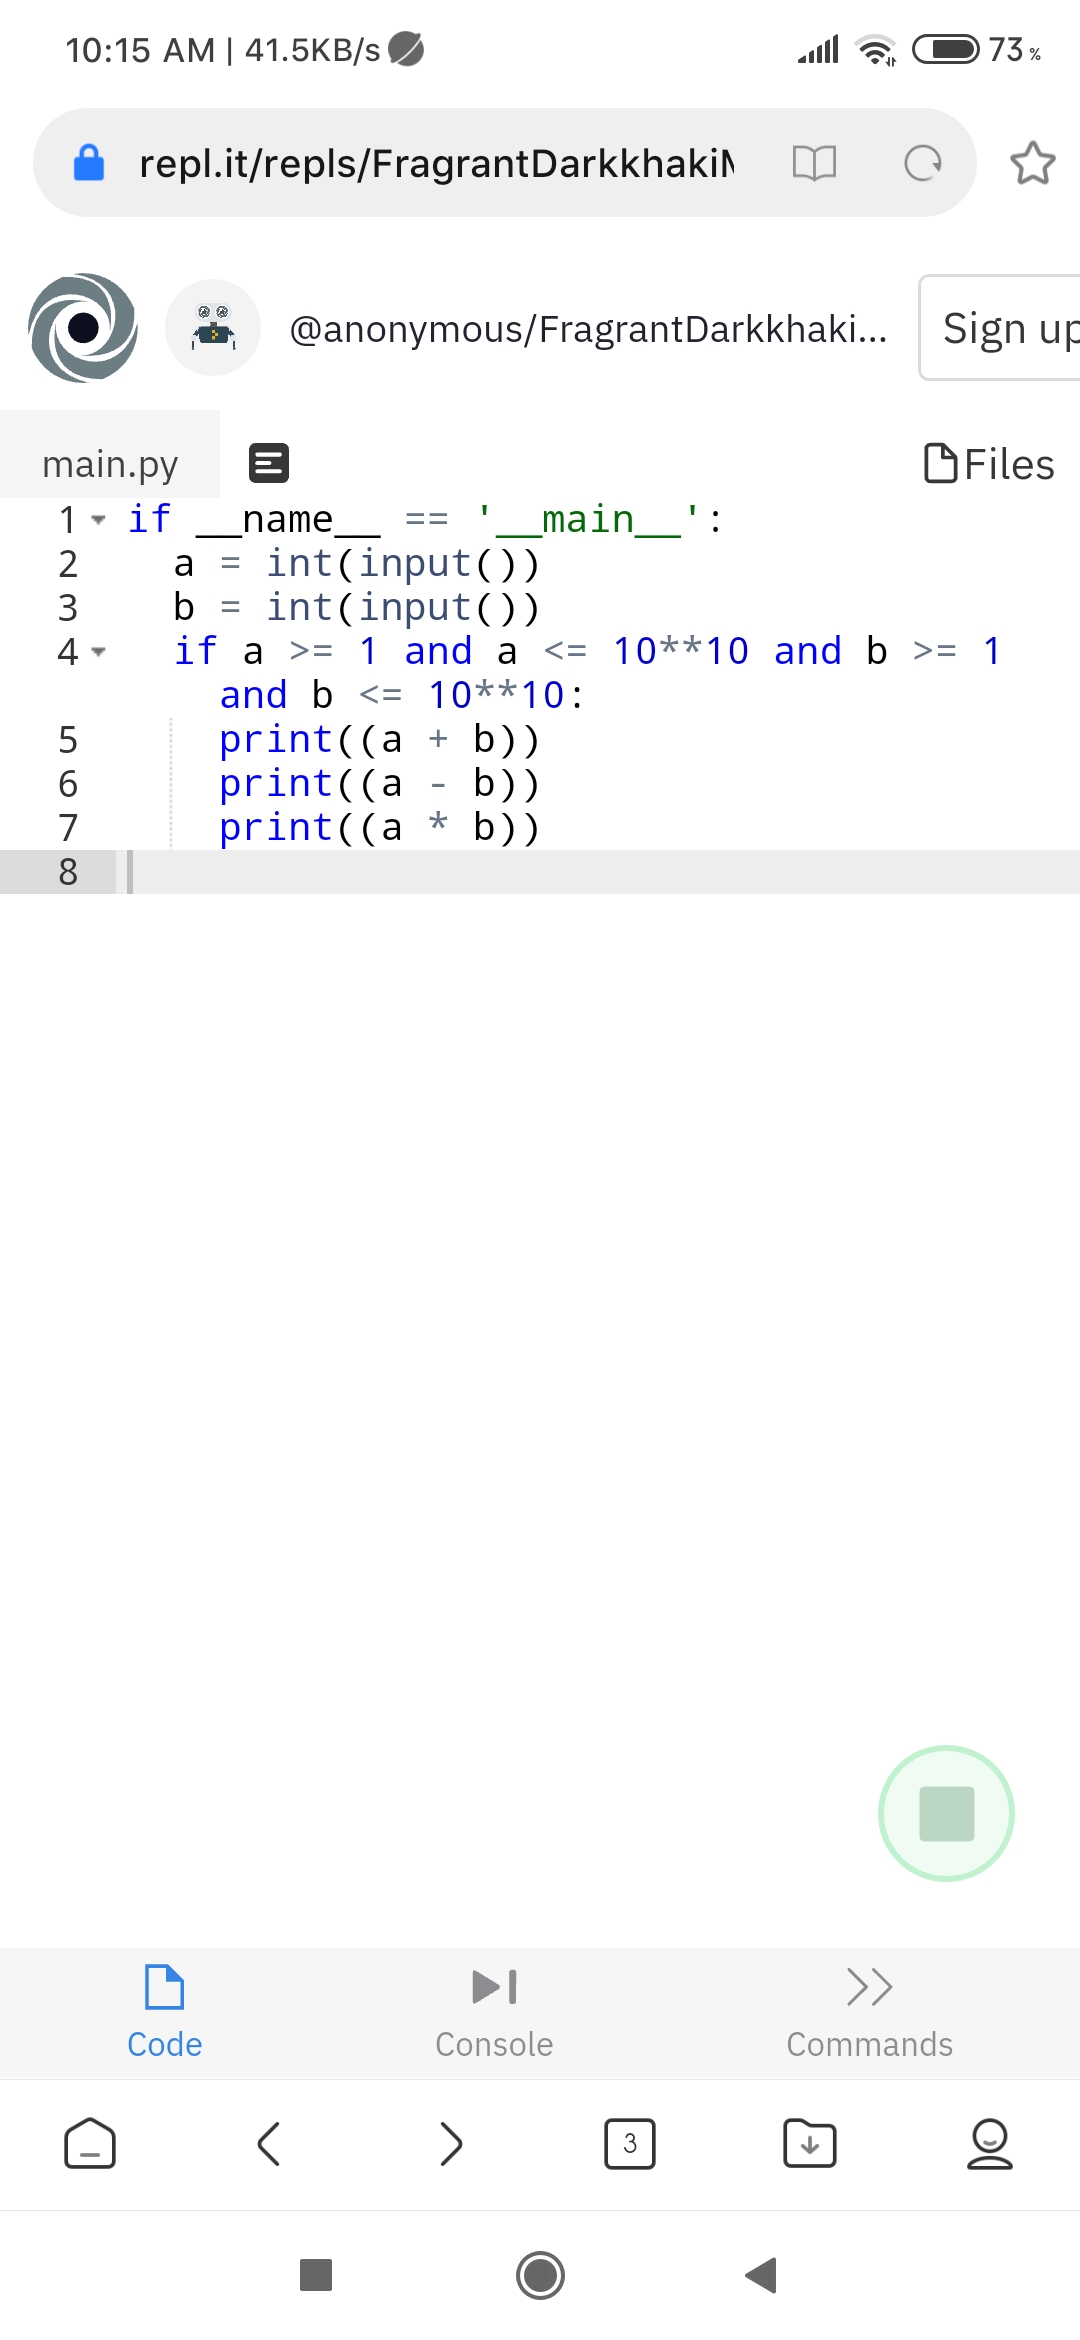 10:15 AM | 41.5KB/s 73 %
repl.it/repls/FragrantDarkkhakiM
@anonymous/FragrantDarkkhaki... Sign up
main.py Files
1 if __name__ == '__main__':
2 a = int(input())
3 b = int(input())
4 if a >= 1 and a <= 10**10 and b >= 1
and b <= 10**10:
5 print((a + b))
6 print((a - b))
7 print((a * b))
8
Code Console Commands
3